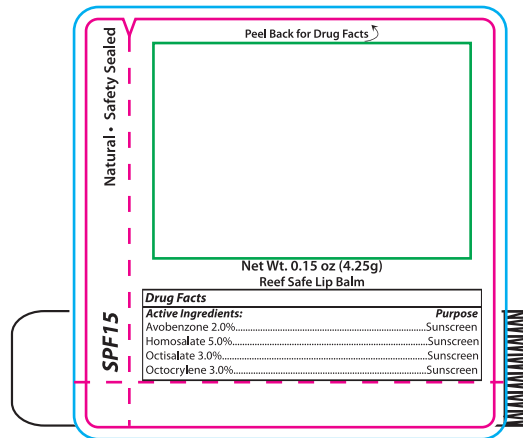 Peel Back for Drug Facts
Natural • Safety Sealed
SPF15
Net Wt. 0.15 oz (4.25g)
Reef Safe Lip Balm
Drug Facts
Active Ingredients: Purpose
Avobenzone 2.0%.............................................Sunscreen
Homosalate 5.0%.............................................Sunscreen
Octisalate 3.0%................................................Sunscreen
Octocrylene 3.0%.............................................Sunscreen